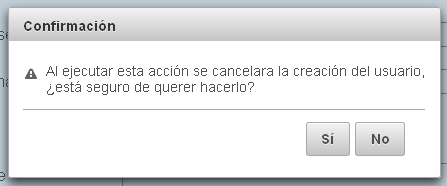 Confirmación
Al ejecutar esta acción se cancelara la creación del usuario,
¿está seguro de querer hacerlo?
Sí No